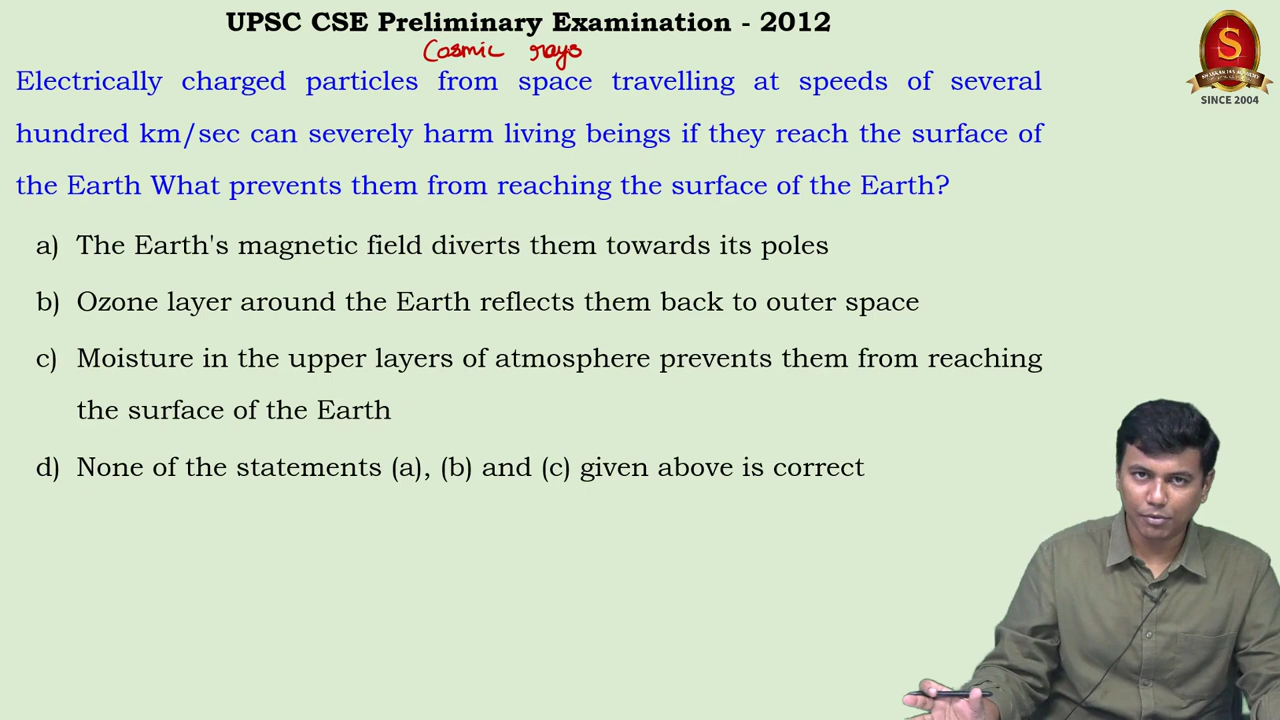 UPSC CSE Preliminary Examination - 2012
Cosmic rays
Electrically charged particles from space travelling at speeds of several
hundred km/sec can severely harm living beings if they reach the surface of
the Earth What prevents them from reaching the surface of the Earth?
a) The Earth's magnetic field diverts them towards its poles
b) Ozone layer around the Earth reflects them back to outer space
c) Moisture in the upper layers of atmosphere prevents them from reaching
the surface of the Earth
d) None of the statements (a), (b) and (c) given above is correct
S
SINCE 2004